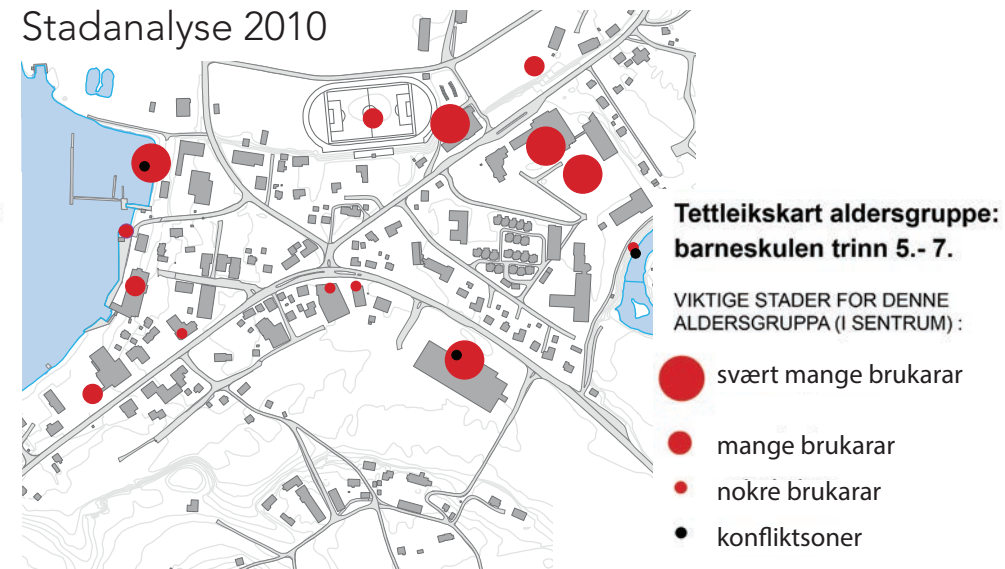 Stadanalyse 2010
Tettleikskart aldersgruppe:
barneskulen trinn 5.- 7.
VIKTIGE STADER FOR DENNE
ALDERSGRUPPA (I SENTRUM) :
svært mange brukarar
mange brukarar
nokre brukarar
konfliktsoner